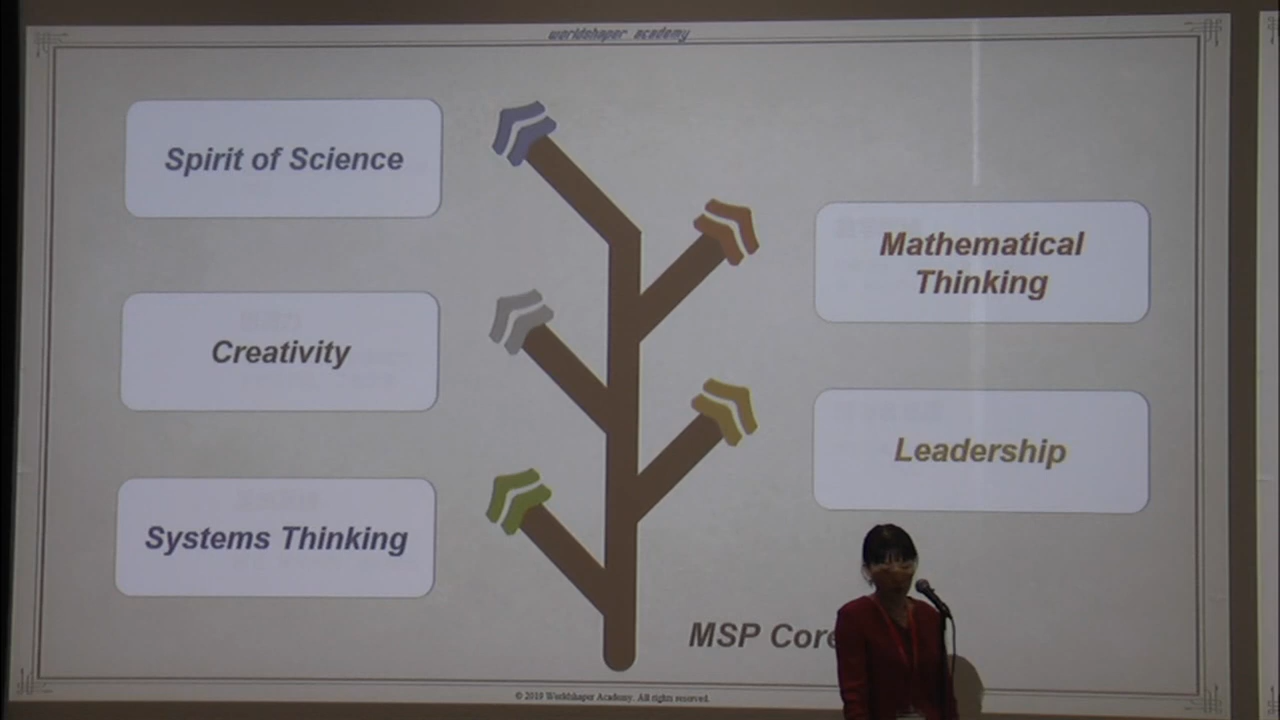 worldshaper academy
Spirit of Science
Mathematical
Thinking
Creativity
Leadership
Systems Thinking
MSP Core
© 2019 Worldshaper Academy. All rights reserved.